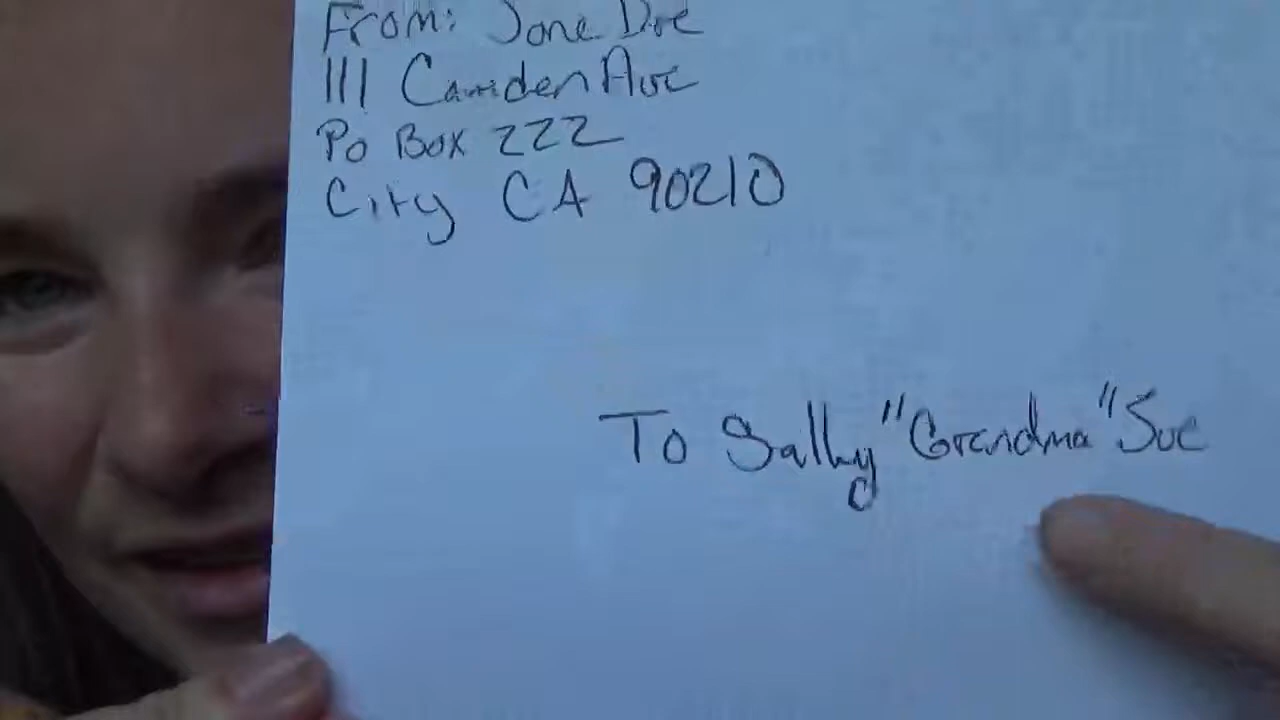 From: Jane Doe
111 Camden Ave
Po Box 222
City CA 90210
To Sally "Grandma" Sue